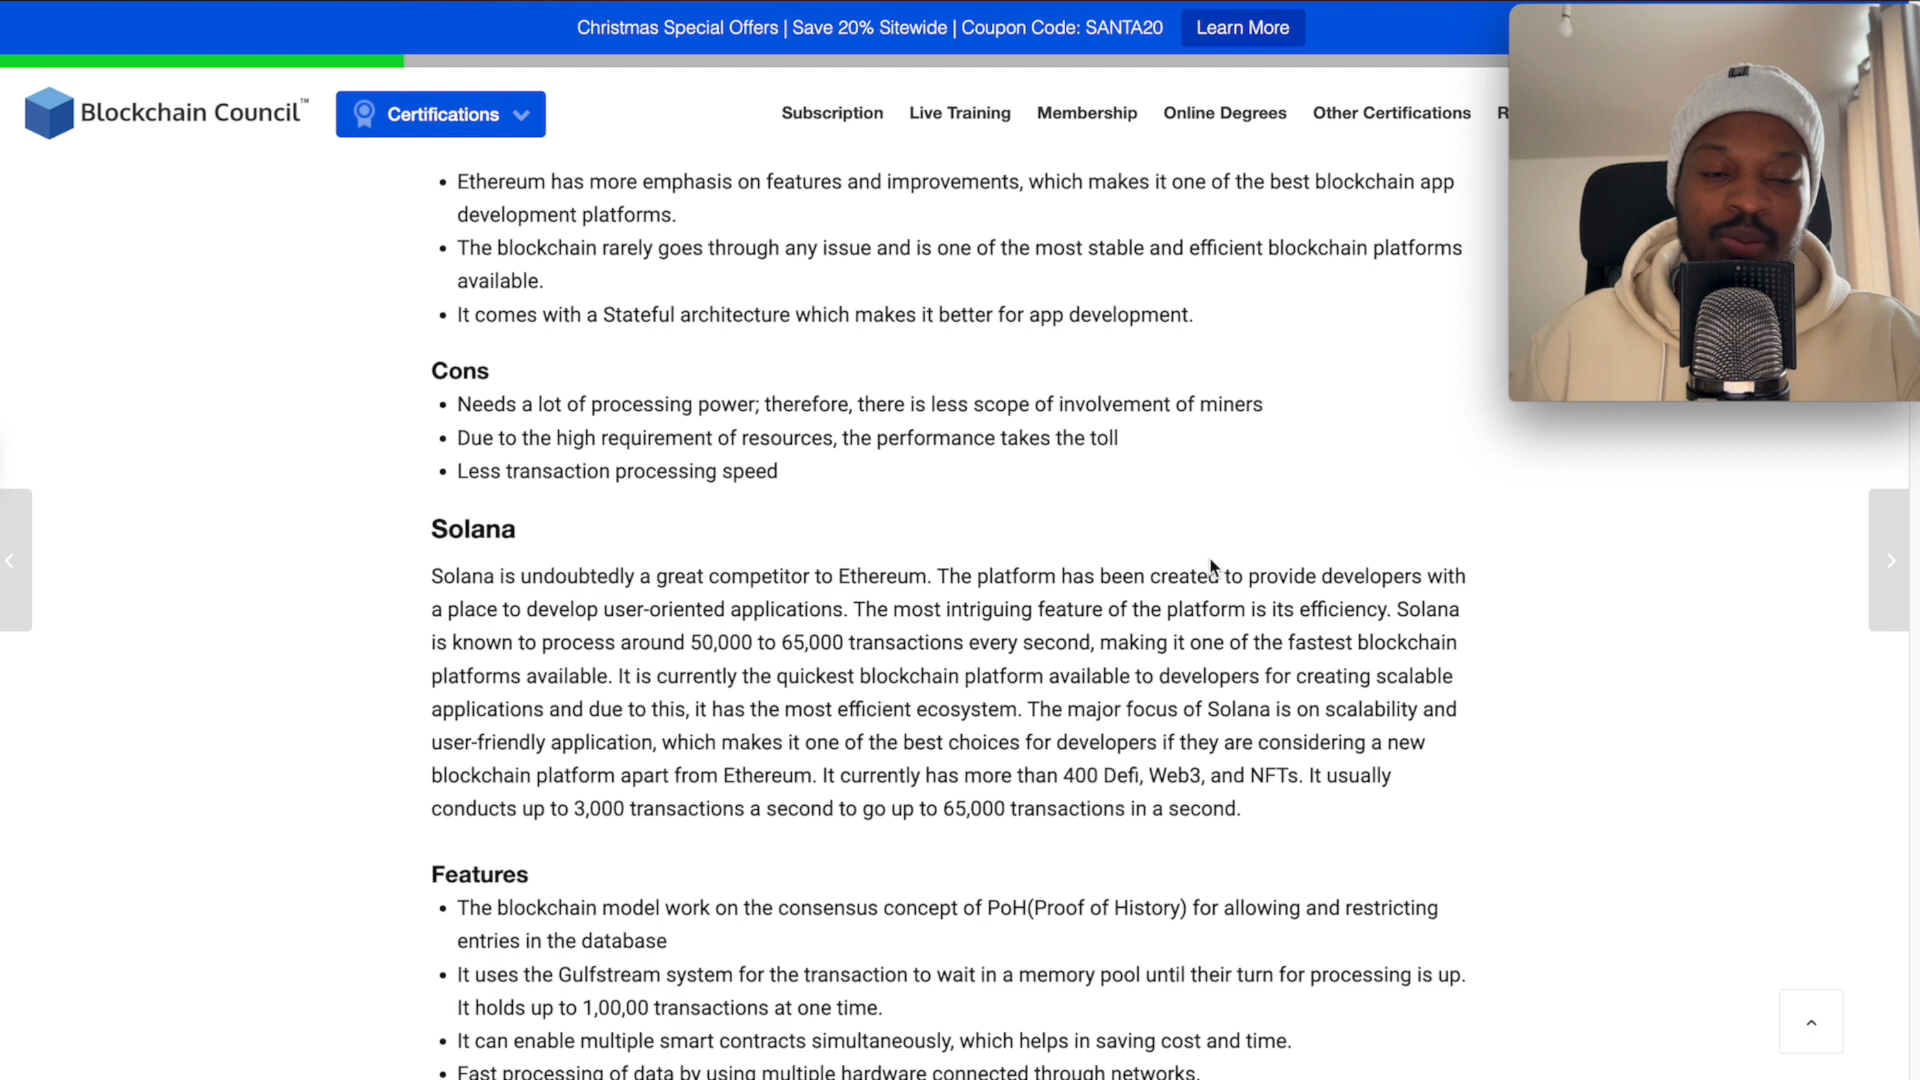 Christmas Special Offers | Save 20% Sitewide | Coupon Code: SANTA20
Learn More
Blockchain Council™
Certifications
Subscription
Live Training
Membership
Online Degrees
Other Certifications
R
• Ethereum has more emphasis on features and improvements, which makes it one of the best blockchain app
development platforms.
• The blockchain rarely goes through any issue and is one of the most stable and efficient blockchain platforms
available.
• It comes with a Stateful architecture which makes it better for app development.
Cons
• Needs a lot of processing power; therefore, there is less scope of involvement of miners
• Due to the high requirement of resources, the performance takes the toll
• Less transaction processing speed
Solana
Solana is undoubtedly a great competitor to Ethereum. The platform has been created to provide developers with
a place to develop user-oriented applications. The most intriguing feature of the platform is its efficiency. Solana
is known to process around 50,000 to 65,000 transactions every second, making it one of the fastest blockchain
platforms available. It is currently the quickest blockchain platform available to developers for creating scalable
applications and due to this, it has the most efficient ecosystem. The major focus of Solana is on scalability and
user-friendly application, which makes it one of the best choices for developers if they are considering a new
blockchain platform apart from Ethereum. It currently has more than 400 Defi, Web3, and NFTs. It usually
conducts up to 3,000 transactions a second to go up to 65,000 transactions in a second.
Features
• The blockchain model work on the consensus concept of PoH(Proof of History) for allowing and restricting
entries in the database
• It uses the Gulfstream system for the transaction to wait in a memory pool until their turn for processing is up.
It holds up to 1,00,00 transactions at one time.
• It can enable multiple smart contracts simultaneously, which helps in saving cost and time.
• Fast processing of data by using multiple hardware connected through networks.